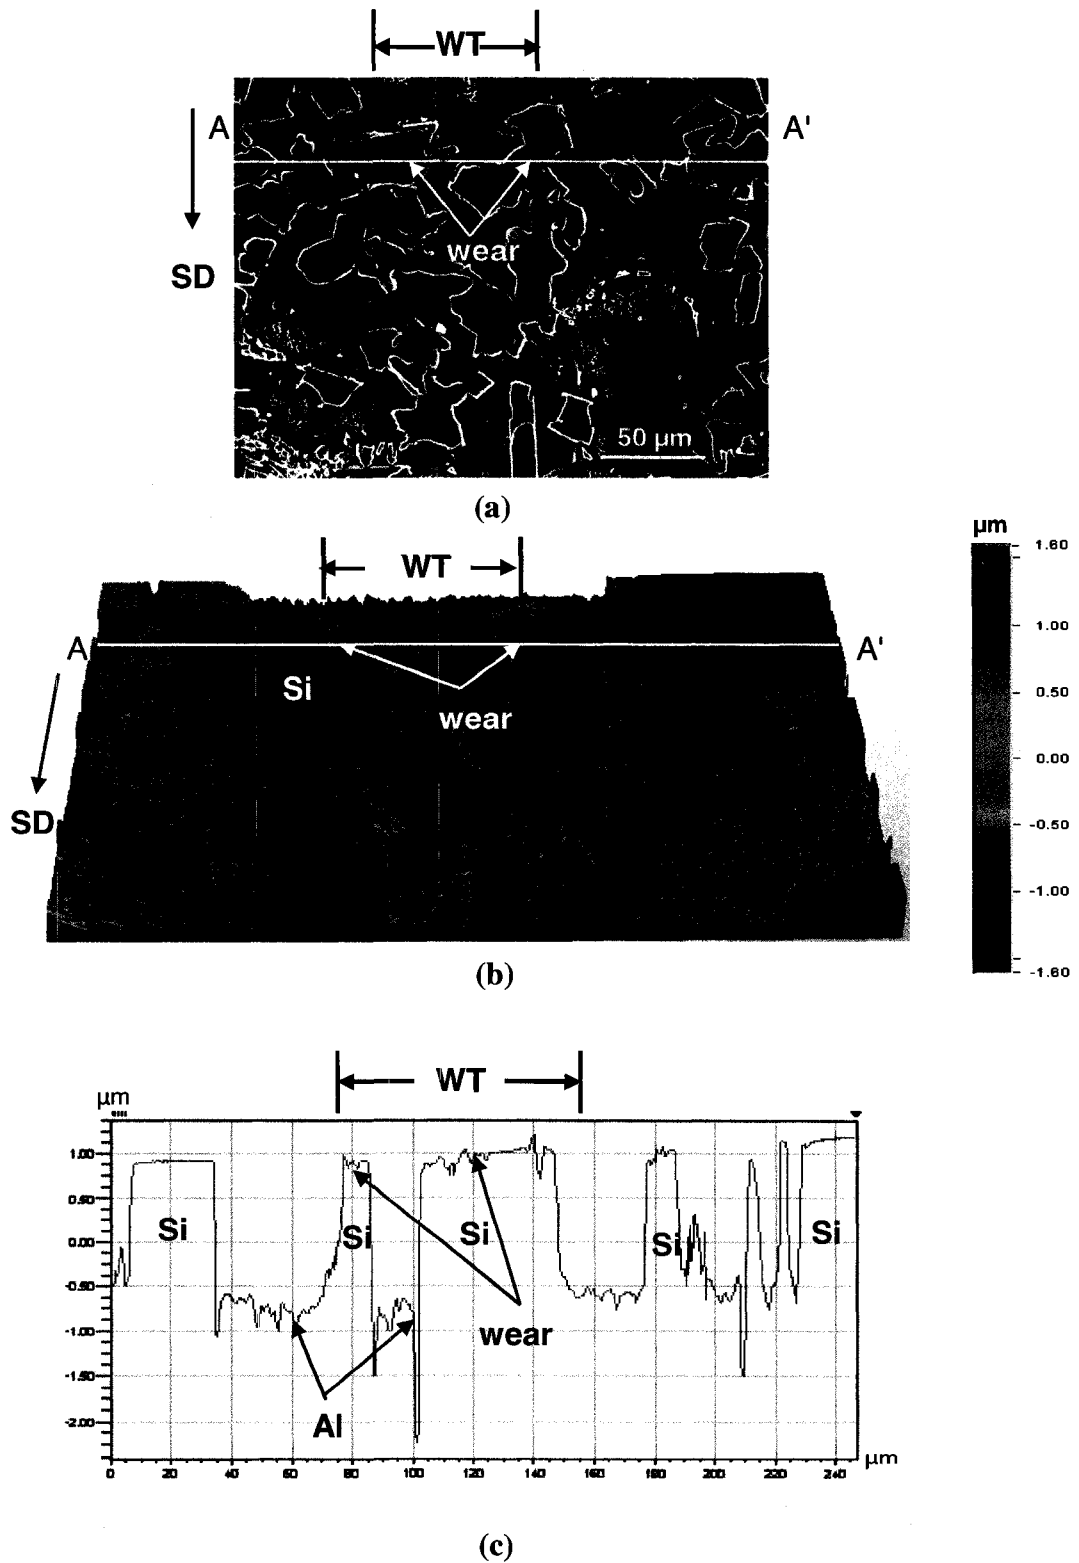 WT
A A'
wear
SD
50 µm
(a)
µm
WT
1.60
1.00
A A'
Si
0.50
wear
0.00
SD
-0.50
-1.00
(b)
-1.60
WT
µm
1.00
0.50
Si Si Si Si Si
0.00
-0.50
-1.00
wear
-1.50
Al
-2.00
µm
0 20 40 60 80 100 120 140 160 180 200 220 240
(c)